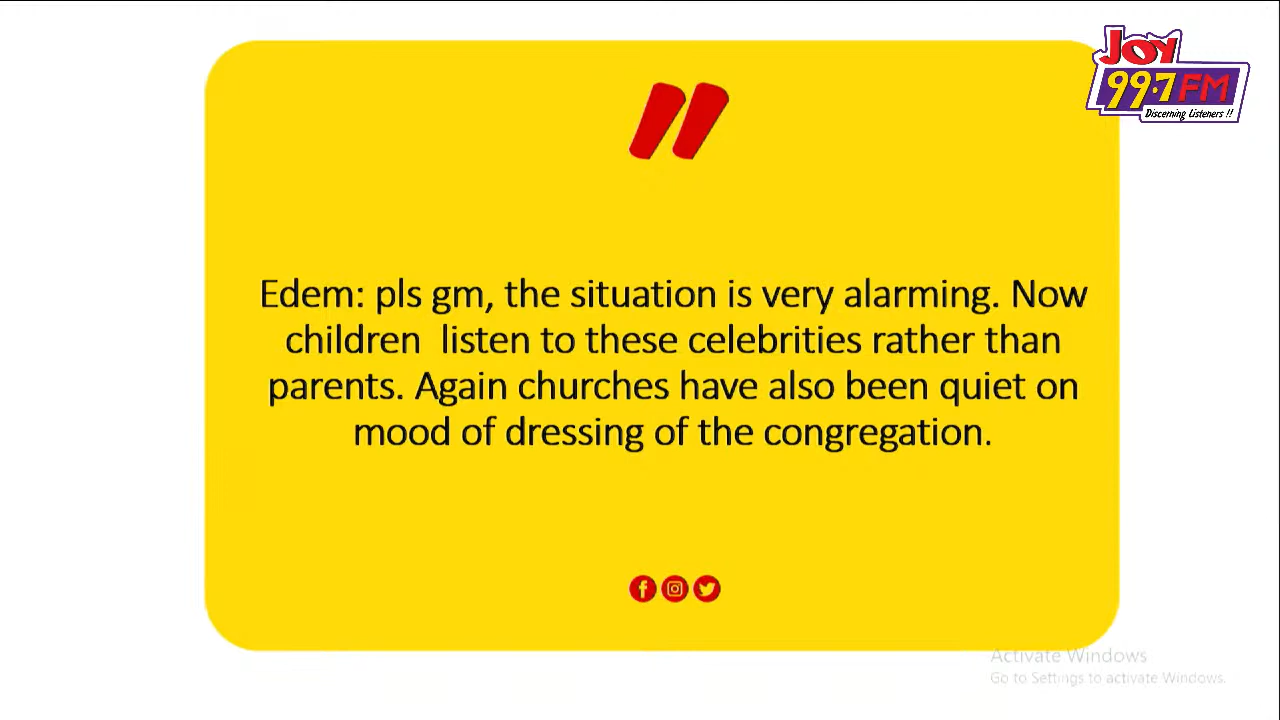 JOY
99.7 FM
Discerning Listeners !!
Edem: pls gm, the situation is very alarming. Now
children  listen to these celebrities rather than
parents. Again churches have also been quiet on
mood of dressing of the congregation.
Activate Windows
Go to Settings to activate Windows.